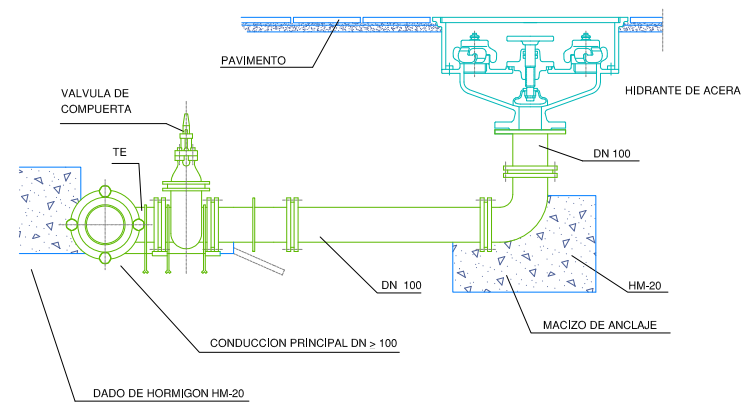 PAVIMENTO
HIDRANTE DE ACERA
VALVULA DE
COMPUERTA
TE
DN 100
DN 100
HM-20
MACIZO DE ANCLAJE
CONDUCCION PRINCIPAL DN ≥ 100
DADO DE HORMIGON HM-20